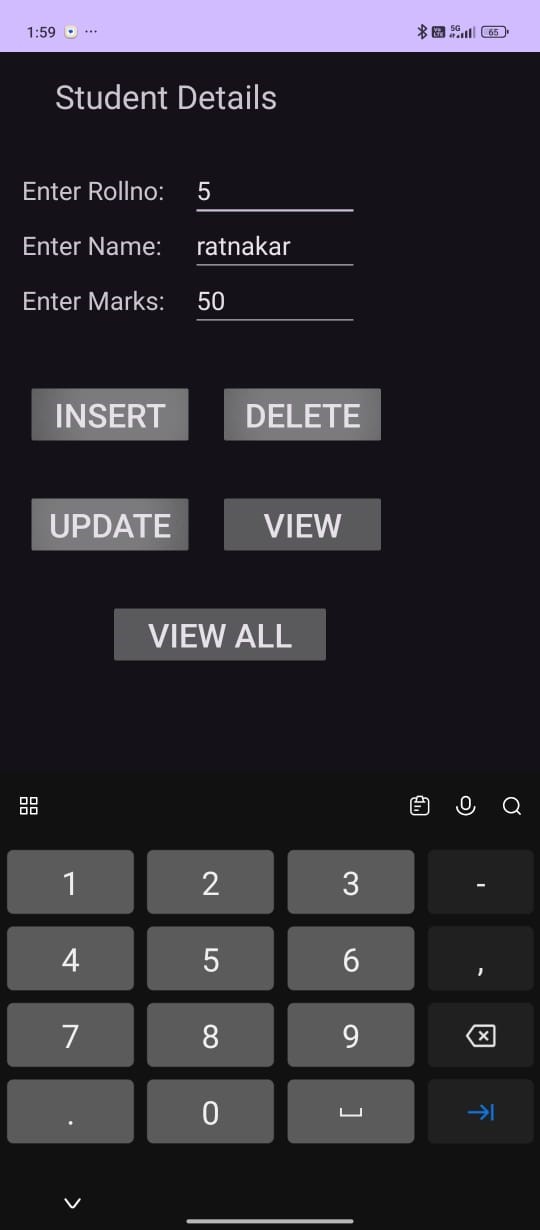 1:59 ...
5G
65
Student Details
Enter Rollno: 5
Enter Name: ratnakar
Enter Marks: 50
INSERT DELETE
UPDATE VIEW
VIEW ALL
1 2 3 -
4 5 6 ,
7 8 9
. 0